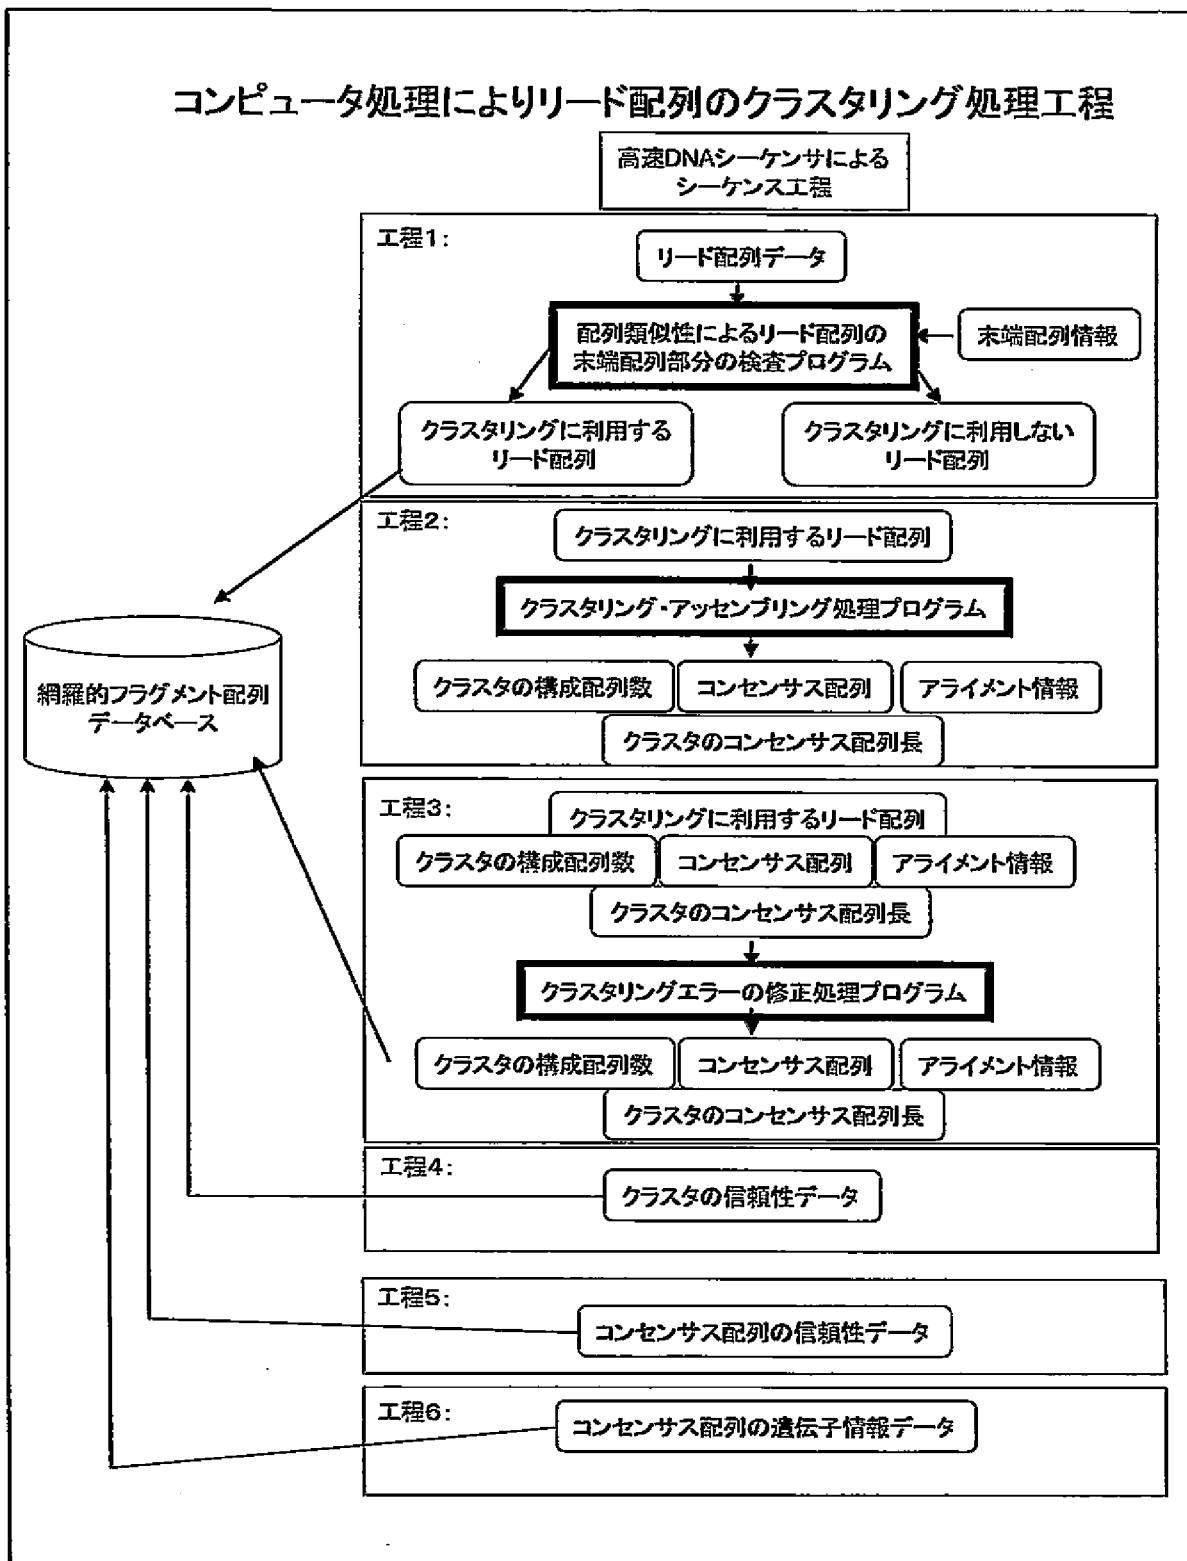 コンピュータ処理によりリード配列のクラスタリング処理工程
高速DNAシーケンサによる
シーケンス工程
工程1:
リード配列データ
配列類似性によるリード配列の
末端配列部分の検査プログラム
末端配列情報
クラスタリングに利用する
リード配列
クラスタリングに利用しない
リード配列
工程2:
クラスタリングに利用するリード配列
クラスタリング・アッセンブリング処理プログラム
クラスタの構成配列数
コンセンサス配列
アライメント情報
クラスタのコンセンサス配列長
網羅的フラグメント配列
データベース
工程3:
クラスタリングに利用するリード配列
クラスタの構成配列数
コンセンサス配列
アライメント情報
クラスタのコンセンサス配列長
クラスタリングエラーの修正処理プログラム
クラスタの構成配列数
コンセンサス配列
アライメント情報
クラスタのコンセンサス配列長
工程4:
クラスタの信頼性データ
工程5:
コンセンサス配列の信頼性データ
工程6:
コンセンサス配列の遺伝子情報データ